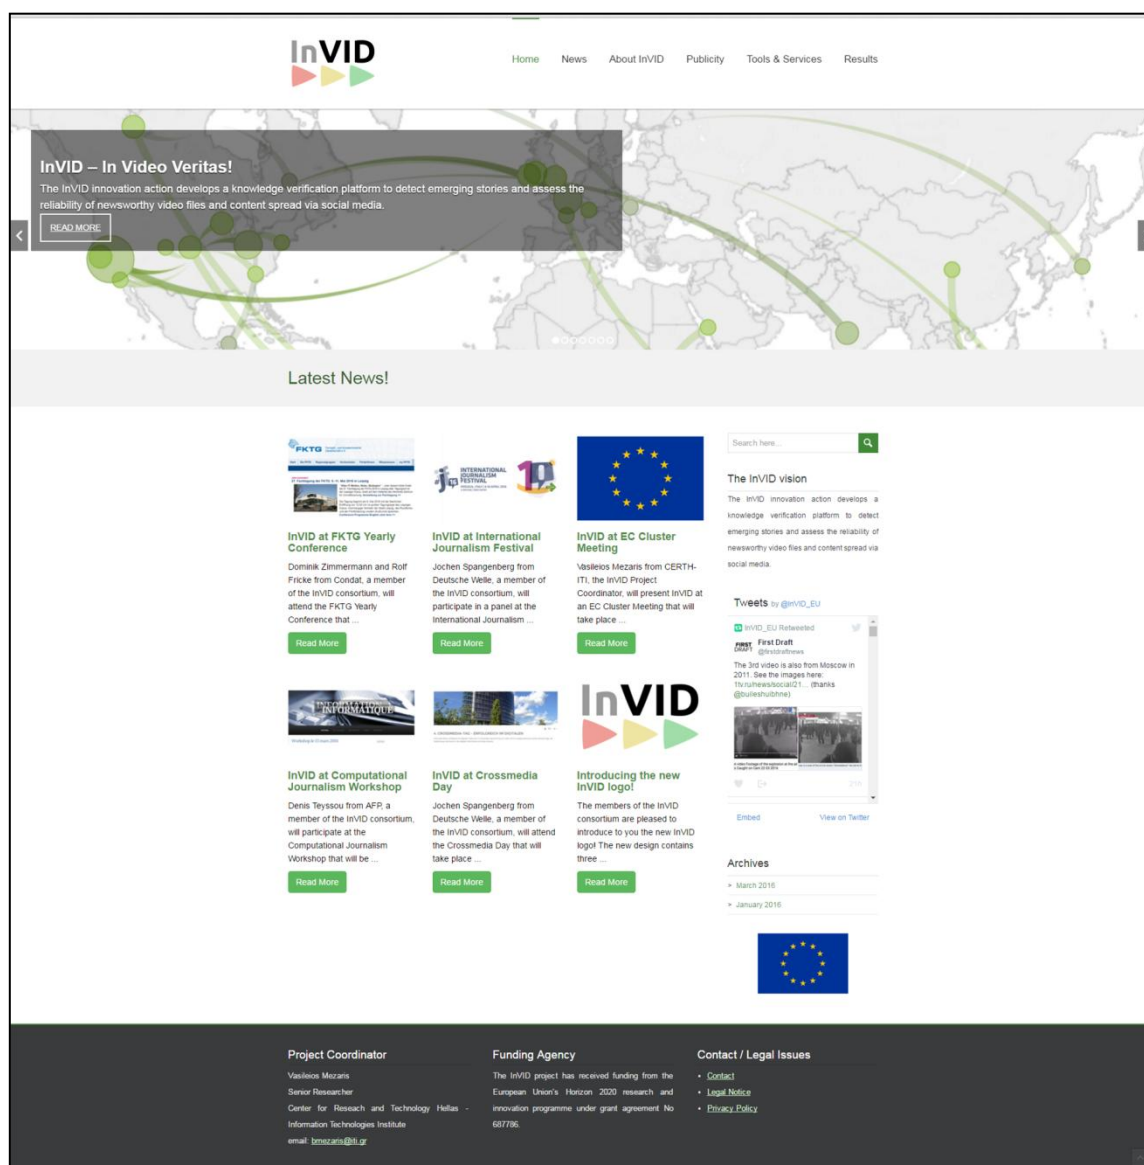 InVID
Home News About InVID Publicity Tools & Services Results
InVID – In Video Veritas!
The InVID innovation action develops a knowledge verification platform to detect emerging stories and assess the
reliability of newsworthy video files and content spread via social media.
READ MORE
Latest News!
FKTG
INTERNATIONAL
JOURNALISM
FESTIVAL
InVID at FKTG Yearly
Conference
Dominik Zimmermann and Rolf
Fricke from Condat, a member
of the InVID consortium, will
attend the FKTG Yearly
Conference that ...
Read More
InVID at International
Journalism Festival
Jochen Spangenberg from
Deutsche Welle, a member of
the InVID consortium, will
participate in a panel at the
International Journalism ...
Read More
InVID at EC Cluster
Meeting
Vasileios Mezaris from CERTH-
ITI, the InVID Project
Coordinator, will present InVID at
an EC Cluster Meeting that will
take place ...
Read More
INFORMATION
INFORMATIQUE
InVID at Computational
Journalism Workshop
Denis Teyssou from AFP, a
member of the InVID consortium,
will participate at the
Computational Journalism
Workshop that will be ...
Read More
InVID at Crossmedia
Day
Jochen Spangenberg from
Deutsche Welle, a member of
the InVID consortium, will attend
the Crossmedia Day that will
take place ...
Read More
InVID
Introducing the new
InVID logo!
The members of the InVID
consortium are pleased to
introduce to you the new InVID
logo! The new design contains
three ...
Read More
Search here...
The InVID vision
The InVID innovation action develops a
knowledge verification platform to detect
emerging stories and assess the reliability of
newsworthy video files and content spread via
social media.
Tweets by @InVID_EU
InVID_EU Retweeted
FIRST
DRAFT
First Draft
@firstdraftnews
The 3rd video is also from Moscow in
2011. See the images here:
1tv.ru/news/social/21... (thanks
@buileshuibhne)
Embed View on Twitter
Archives
» March 2016
» January 2016
Project Coordinator
Vasileios Mezaris
Senior Researcher
Center for Reseach and Technology Hellas -
Information Technologies Institute
email: bmezaris@iti.gr
Funding Agency
The InVID project has received funding from the
European Union's Horizon 2020 research and
innovation programme under grant agreement No
687786.
Contact / Legal Issues
• Contact
• Legal Notice
• Privacy Policy